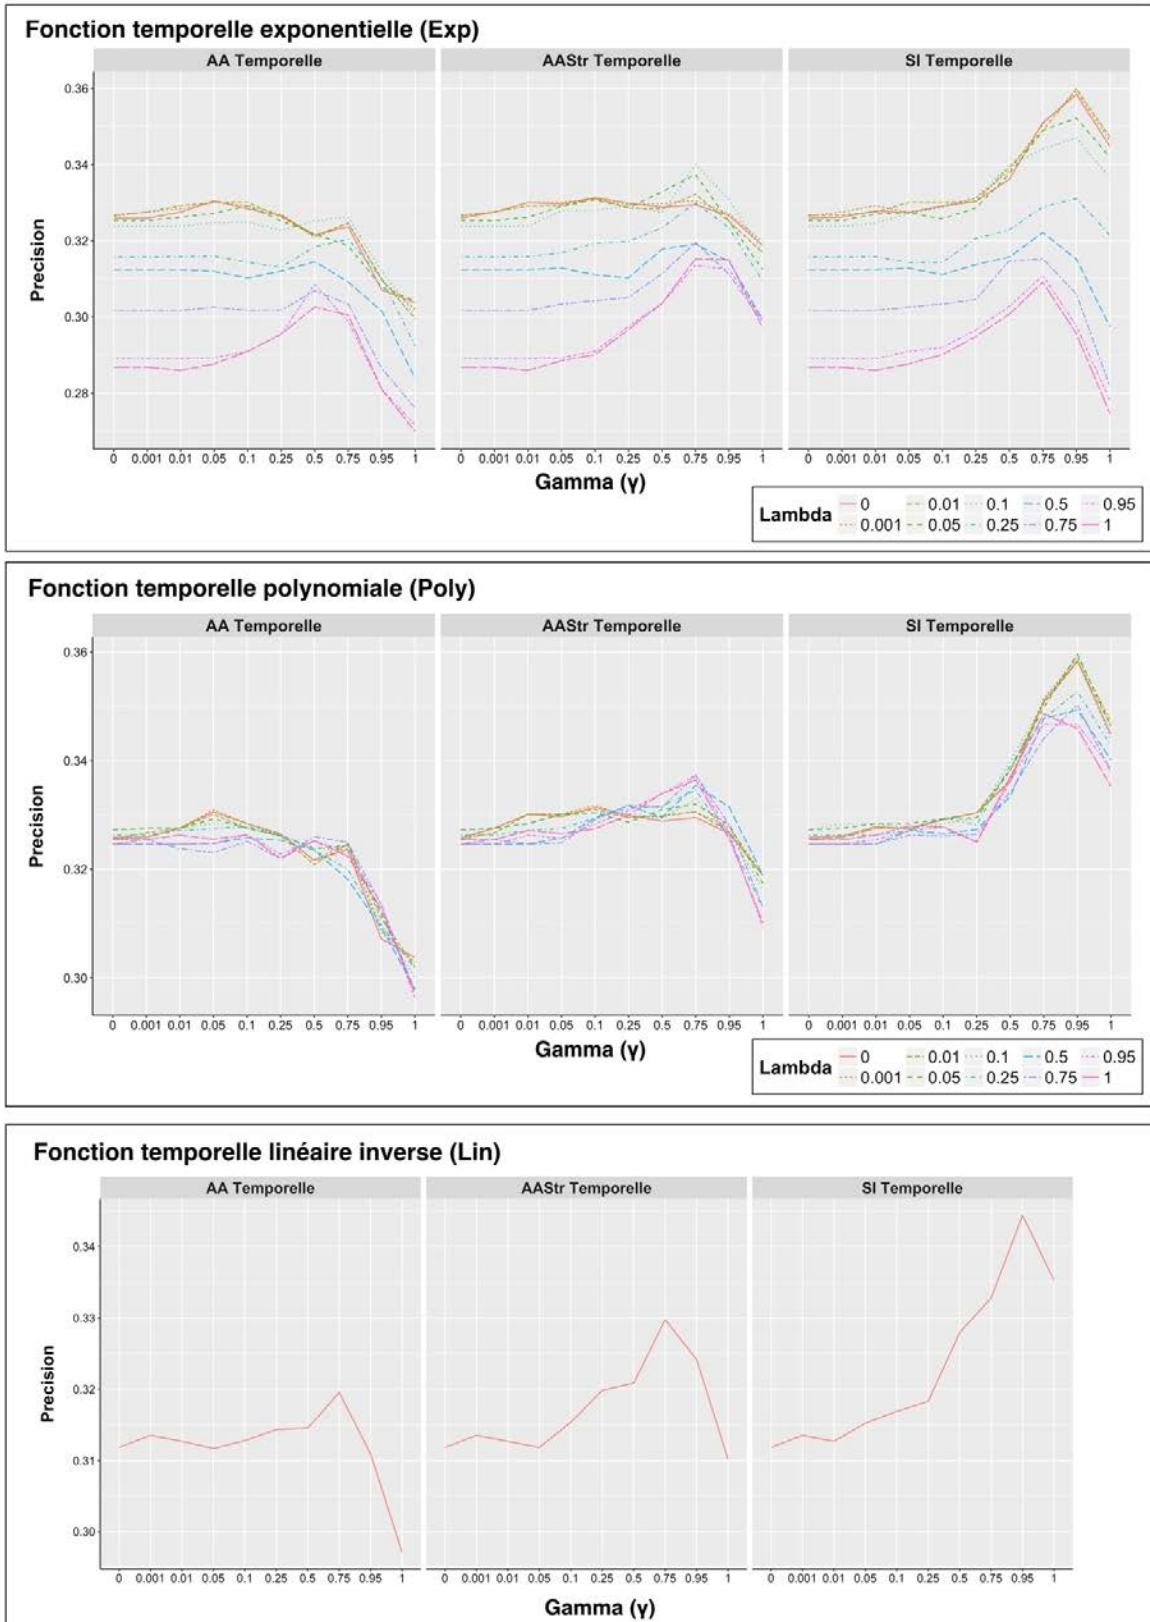 Fonction temporelle exponentielle (Exp)
AA Temporelle AAStr Temporelle SI Temporelle
0.36
0.34
0.32
0.30
0.28
Precision
0 0.001 0.01 0.05 0.1 0.25 0.5 0.75 0.95 1 0 0.001 0.01 0.05 0.1 0.25 0.5 0.75 0.95 1 0 0.001 0.01 0.05 0.1 0.25 0.5 0.75 0.95 1
Gamma (γ)
Lambda 0 0.01 0.1 0.5 0.95
0.001 0.05 0.25 0.75 1
Fonction temporelle polynomiale (Poly)
AA Temporelle AAStr Temporelle SI Temporelle
0.36
0.34
0.32
0.30
Precision
0 0.001 0.01 0.05 0.1 0.25 0.5 0.75 0.95 1 0 0.001 0.01 0.05 0.1 0.25 0.5 0.75 0.95 1 0 0.001 0.01 0.05 0.1 0.25 0.5 0.75 0.95 1
Gamma (γ)
Lambda 0 0.01 0.1 0.5 0.95
0.001 0.05 0.25 0.75 1
Fonction temporelle linéaire inverse (Lin)
AA Temporelle AAStr Temporelle SI Temporelle
0.34
0.33
0.32
0.31
0.30
Precision
0 0.001 0.01 0.05 0.1 0.25 0.5 0.75 0.95 1 0 0.001 0.01 0.05 0.1 0.25 0.5 0.75 0.95 1 0 0.001 0.01 0.05 0.1 0.25 0.5 0.75 0.95 1
Gamma (γ)